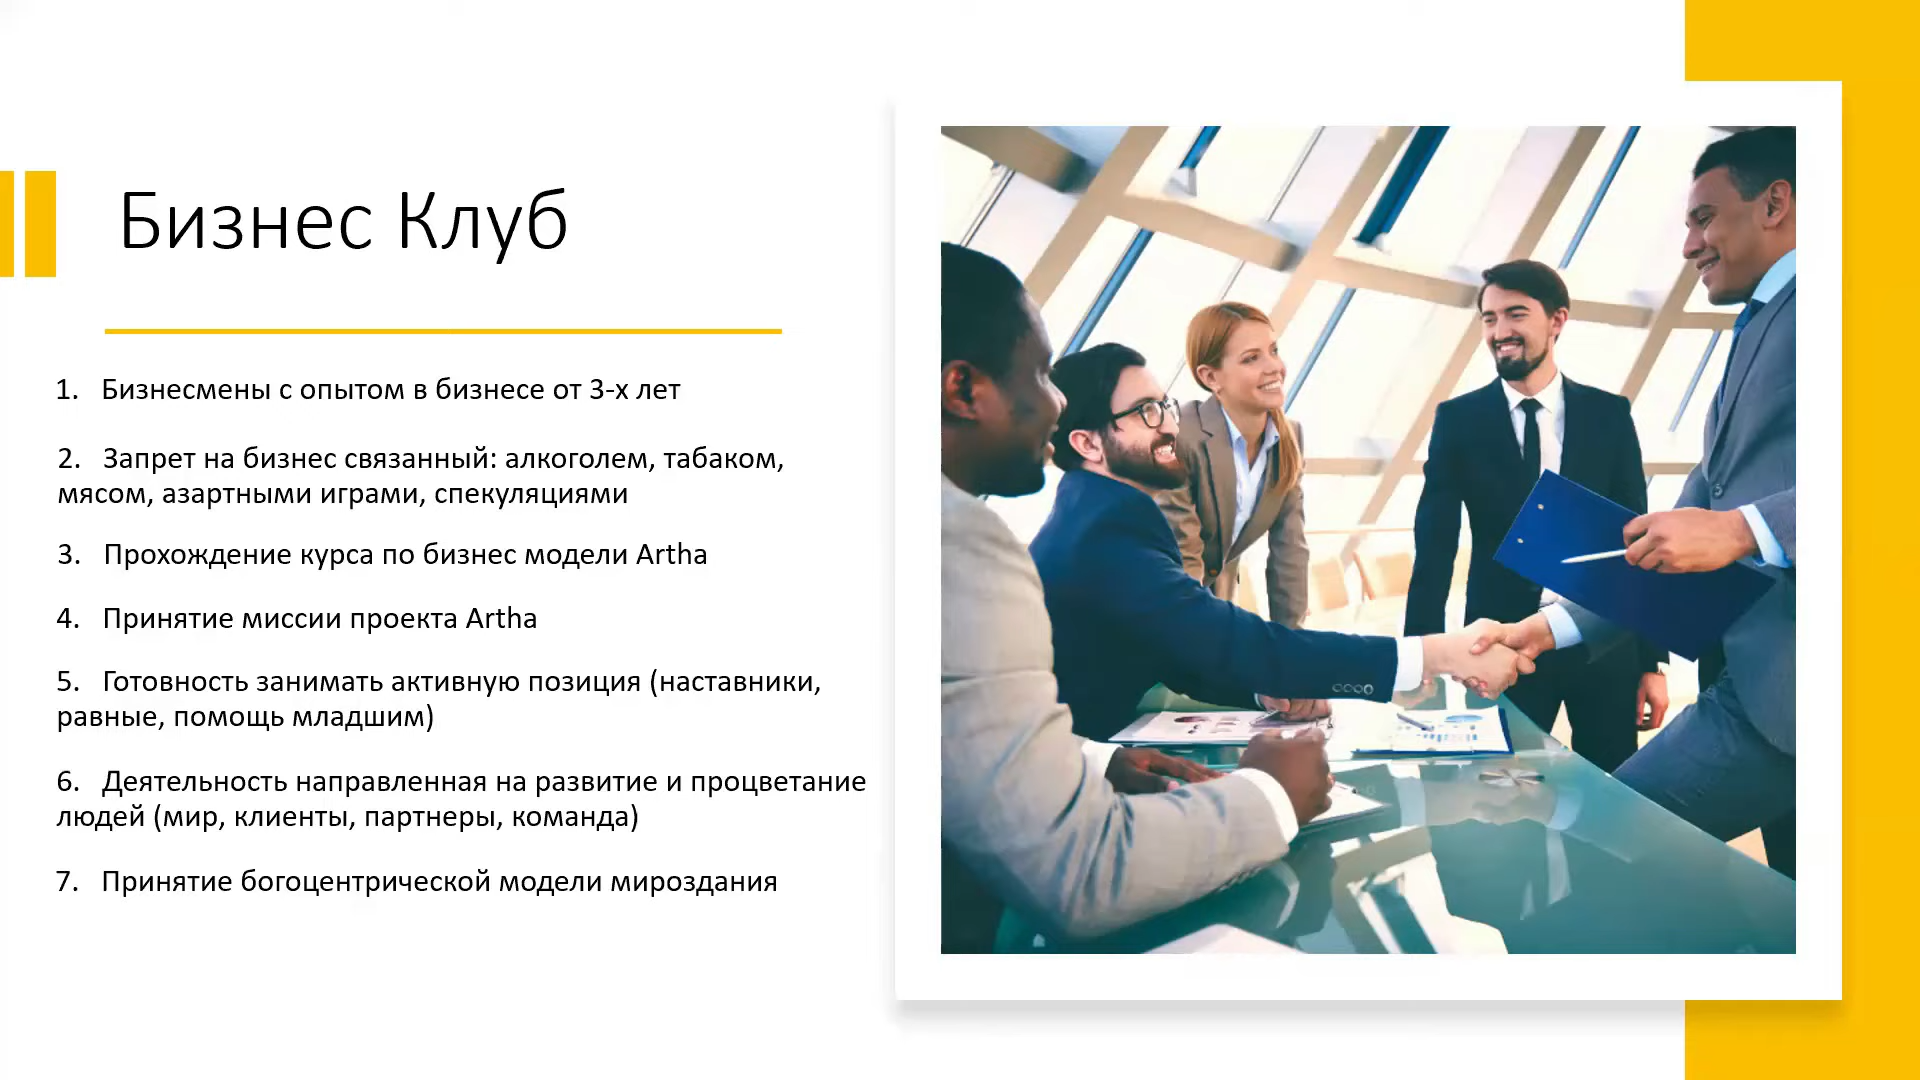 Бизнес Клуб
1. Бизнесмены с опытом в бизнесе от 3-х лет
2. Запрет на бизнес связанный: алкоголем, табаком,
мясом, азартными играми, спекуляциями
3. Прохождение курса по бизнес модели Artha
4. Принятие миссии проекта Artha
5. Готовность занимать активную позиция (наставники,
равные, помощь младшим)
6. Деятельность направленная на развитие и процветание
людей (мир, клиенты, партнеры, команда)
7. Принятие богоцентрической модели мироздания